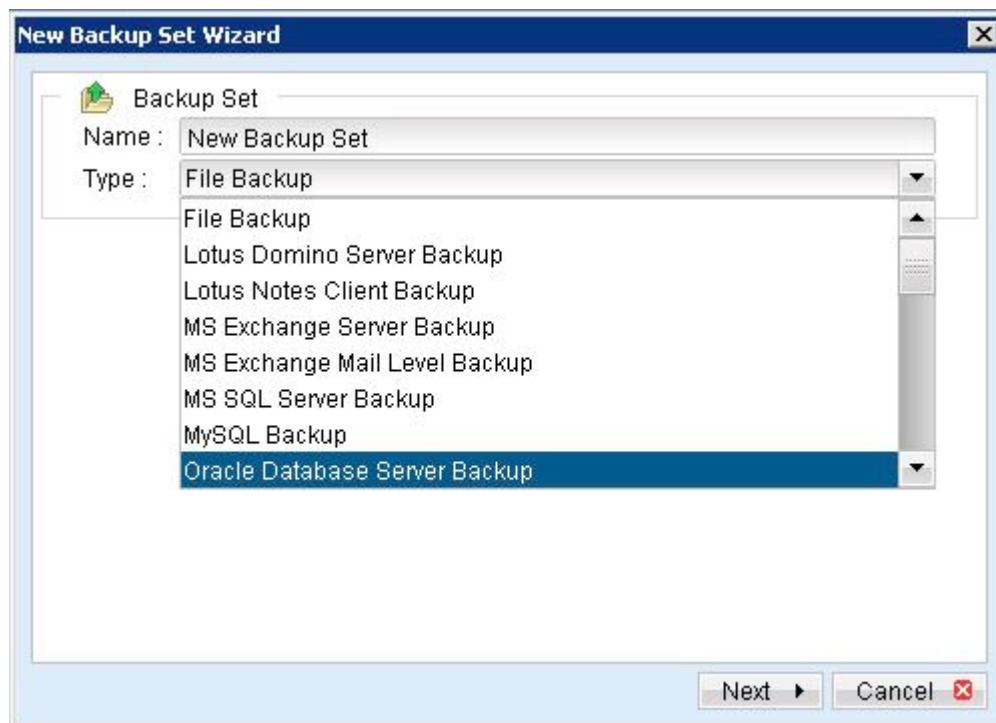 New Backup Set Wizard
Backup Set
Name : New Backup Set
Type : File Backup
File Backup
Lotus Domino Server Backup
Lotus Notes Client Backup
MS Exchange Server Backup
MS Exchange Mail Level Backup
MS SQL Server Backup
MySQL Backup
Oracle Database Server Backup
Next Cancel